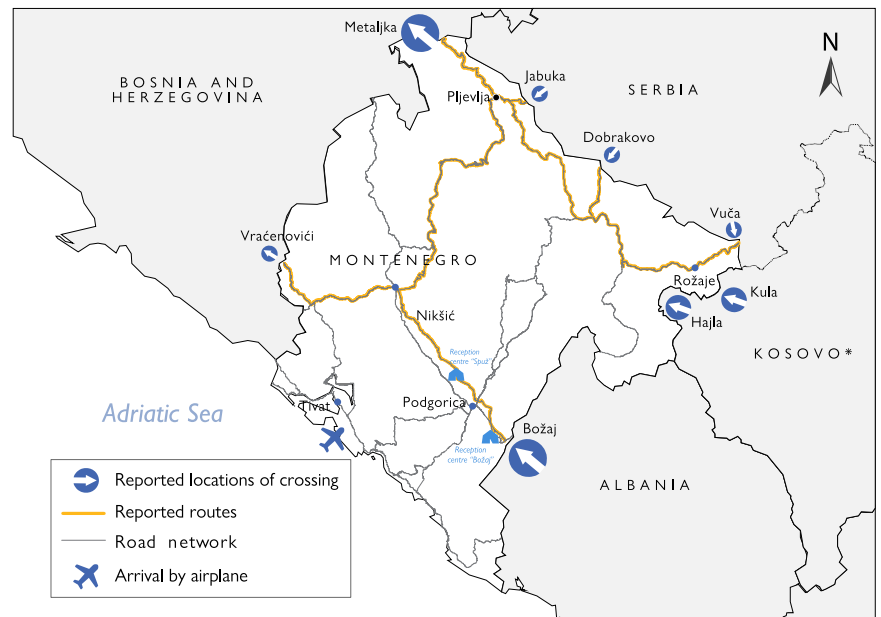 Metaljka
N
BOSNIA AND
HERZEGOVINA
Jabuka
SERBIA
Pljevlja
Dobrakovo
Vuča
Vraćenovići
MONTENEGRO
Rožaje
Kula
Nikšić
Hajla
Reception
centre "Spuž"
KOSOVO*
Tivat
Podgorica
Adriatic Sea
Božaj
Reception
centre "Božaj"
ALBANIA
Reported locations of crossing
Reported routes
Road network
Arrival by airplane